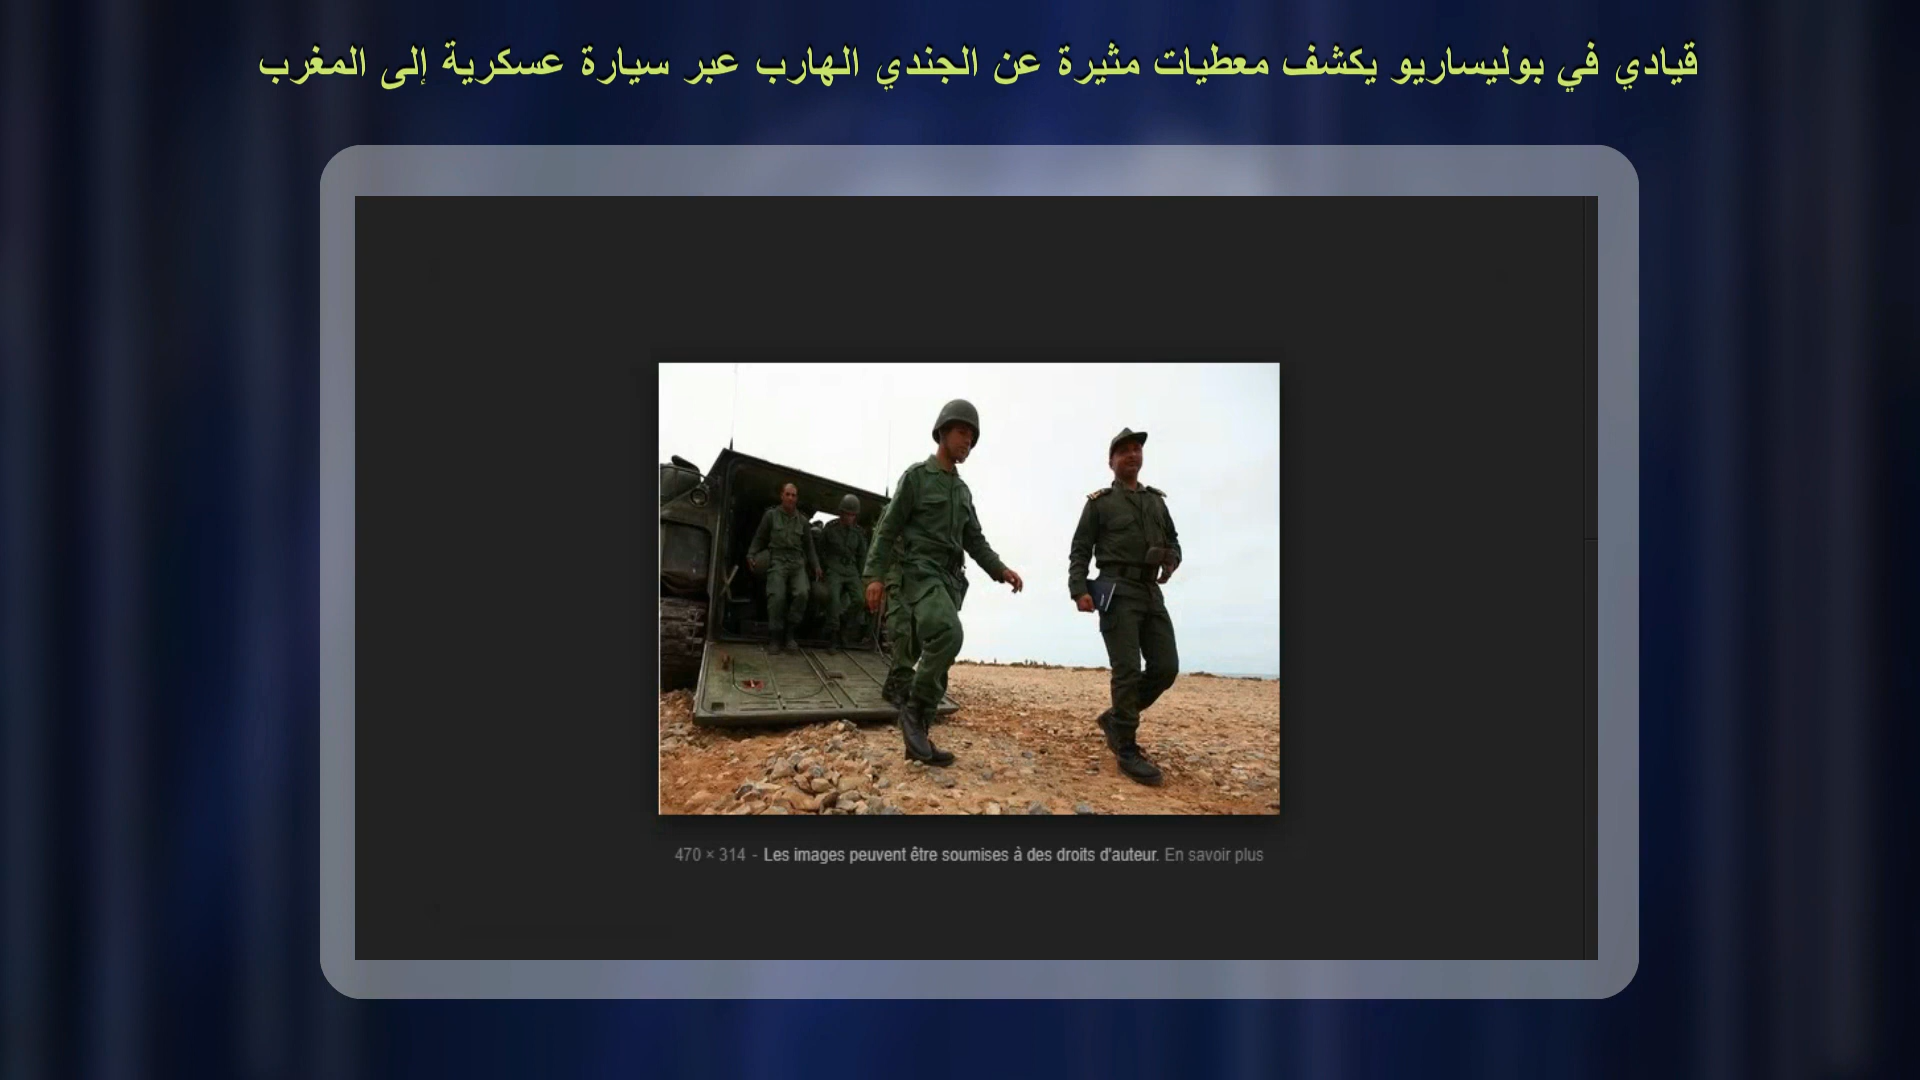 قيادي في بوليساريو يكشف معطيات مثيرة عن الجندي الهارب عبر سيارة عسكرية إلى المغرب
470 × 314 - Les images peuvent être soumises à des droits d'auteur. En savoir plus